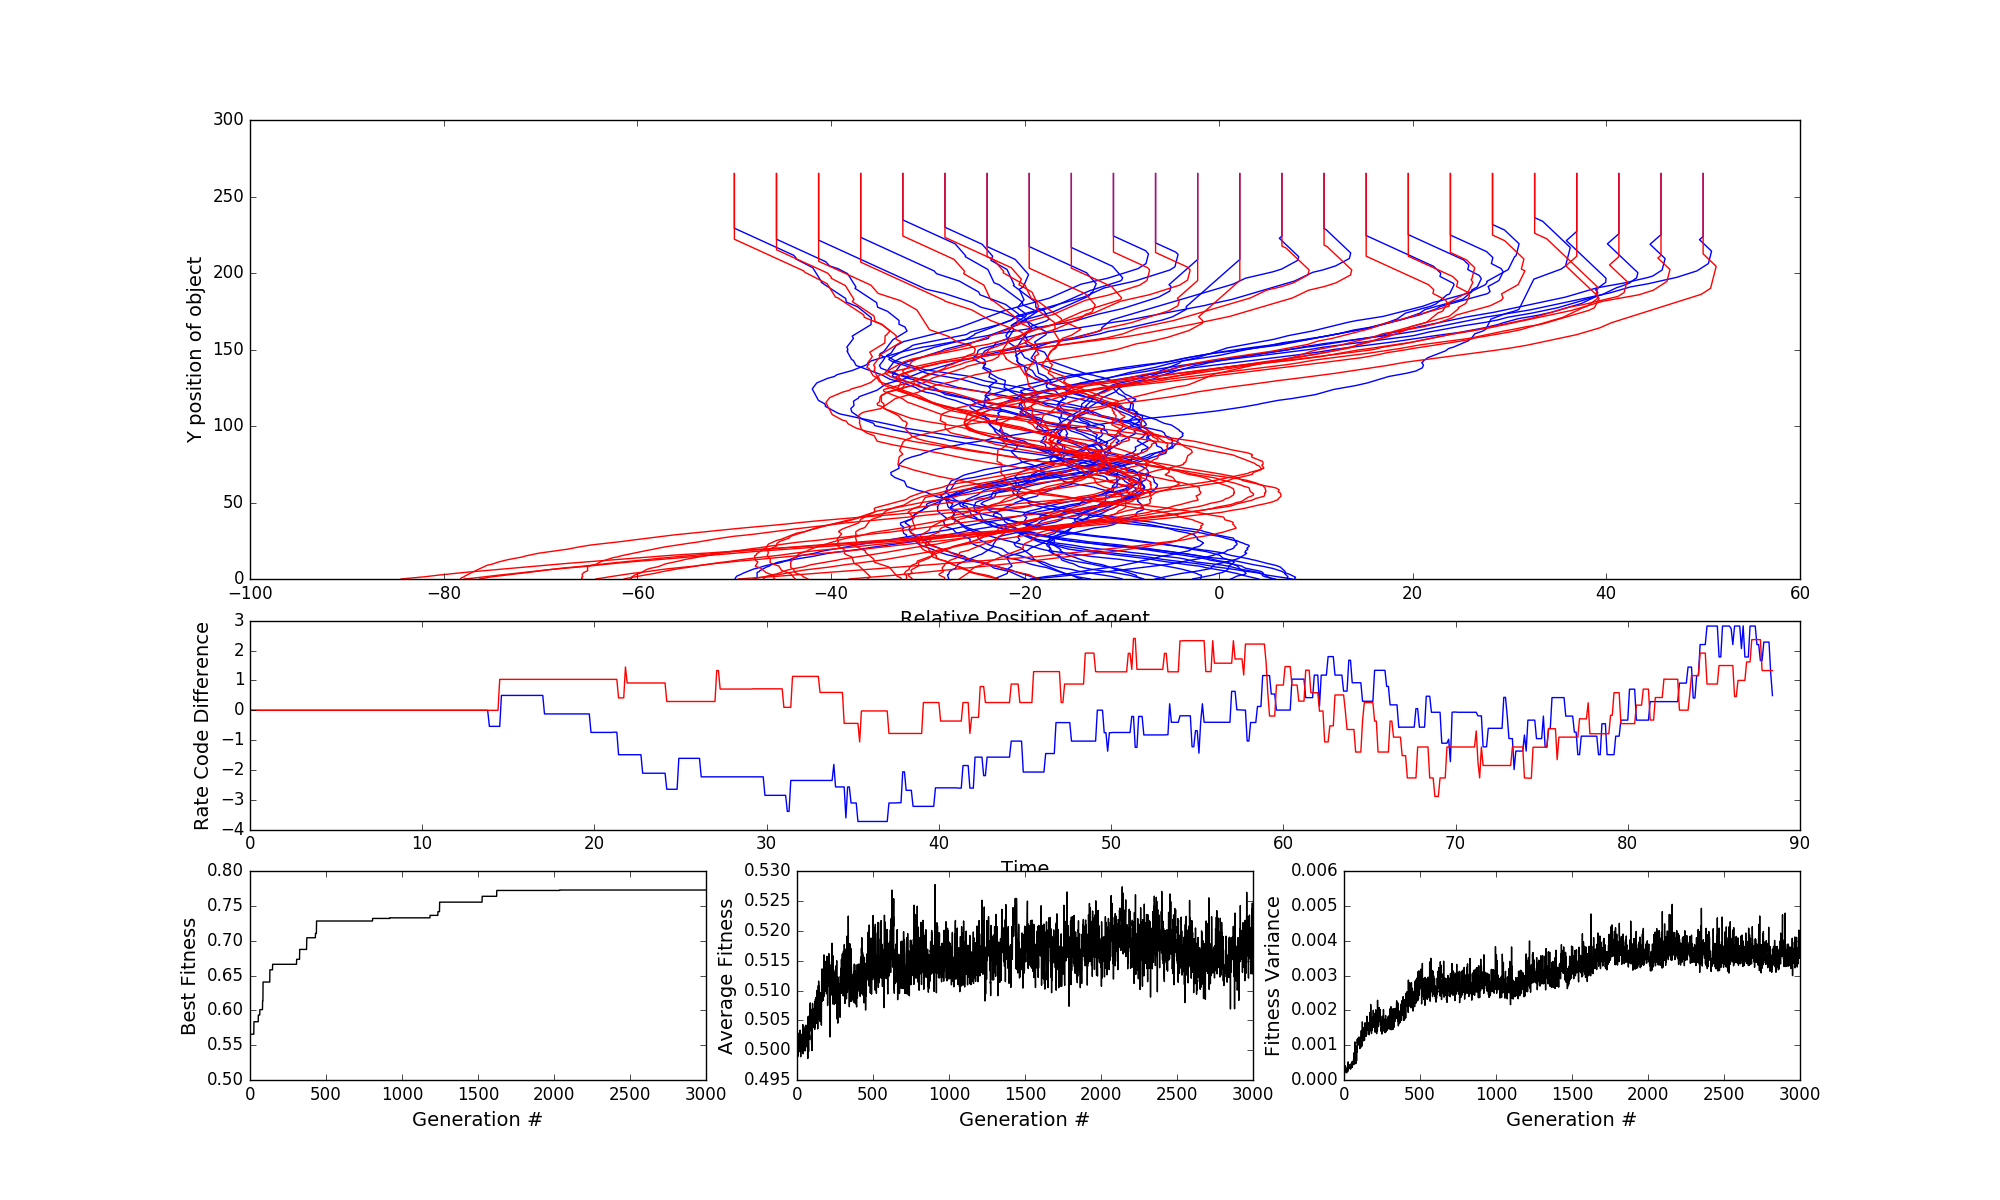 300
250
200
150
100
50
0
Y position of object
−100 −80 −60 −40 −20 0 20 40 60
Relative Position of agent
3
2
1
0
−1
−2
−3
−4
Rate Code Difference
0 10 20 30 40 50 60 70 80 90
Time
0.80
0.75
0.70
0.65
0.60
0.55
0.50
Best Fitness
0 500 1000 1500 2000 2500 3000
Generation #
0.530
0.525
0.520
0.515
0.510
0.505
0.500
0.495
Average Fitness
0 500 1000 1500 2000 2500 3000
Generation #
0.006
0.005
0.004
0.003
0.002
0.001
0.000
Fitness Variance
0 500 1000 1500 2000 2500 3000
Generation #